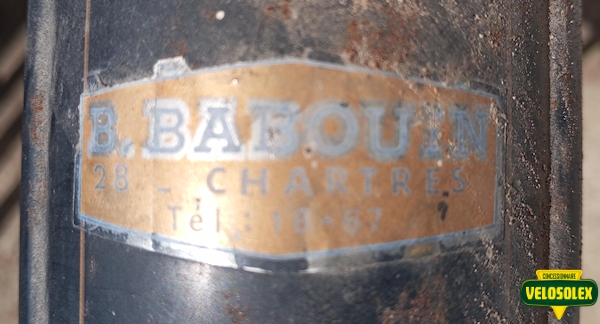 B. BABOUIN
28 - CHARTRES
Tél : 18-67
CONCESSIONNAIRE
VELOSOLEX